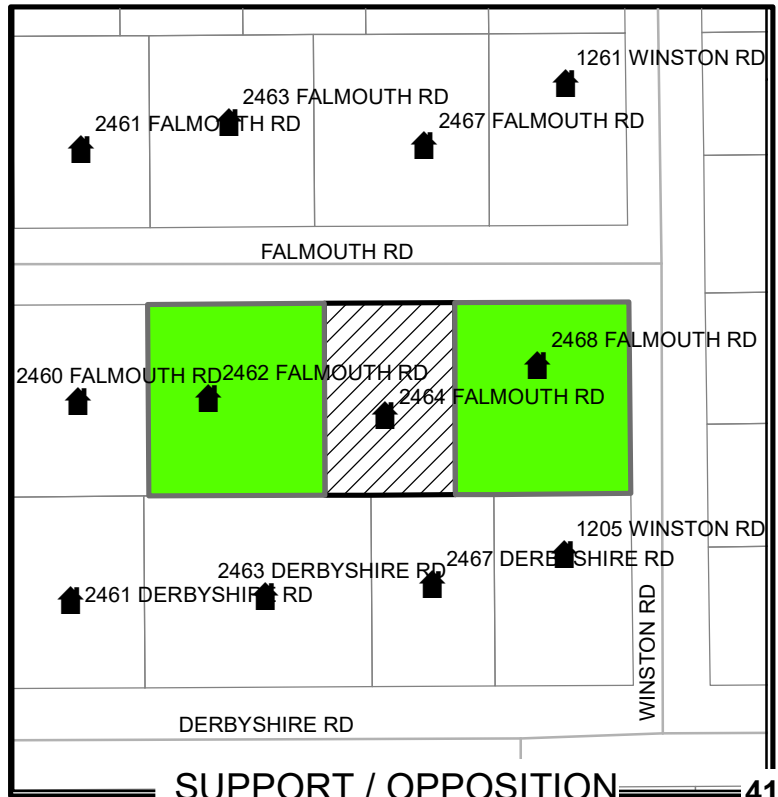 1261 WINSTON RD
2463 FALMOUTH RD
2461 FALMOUTH RD
2467 FALMOUTH RD
FALMOUTH RD
2468 FALMOUTH RD
2460 FALMOUTH RD
2462 FALMOUTH RD
2464 FALMOUTH RD
1205 WINSTON RD
2467 DERBYSHIRE RD
2463 DERBYSHIRE RD
2461 DERBYSHIRE RD
WINSTON RD
DERBYSHIRE RD
SUPPORT / OPPOSITION
41